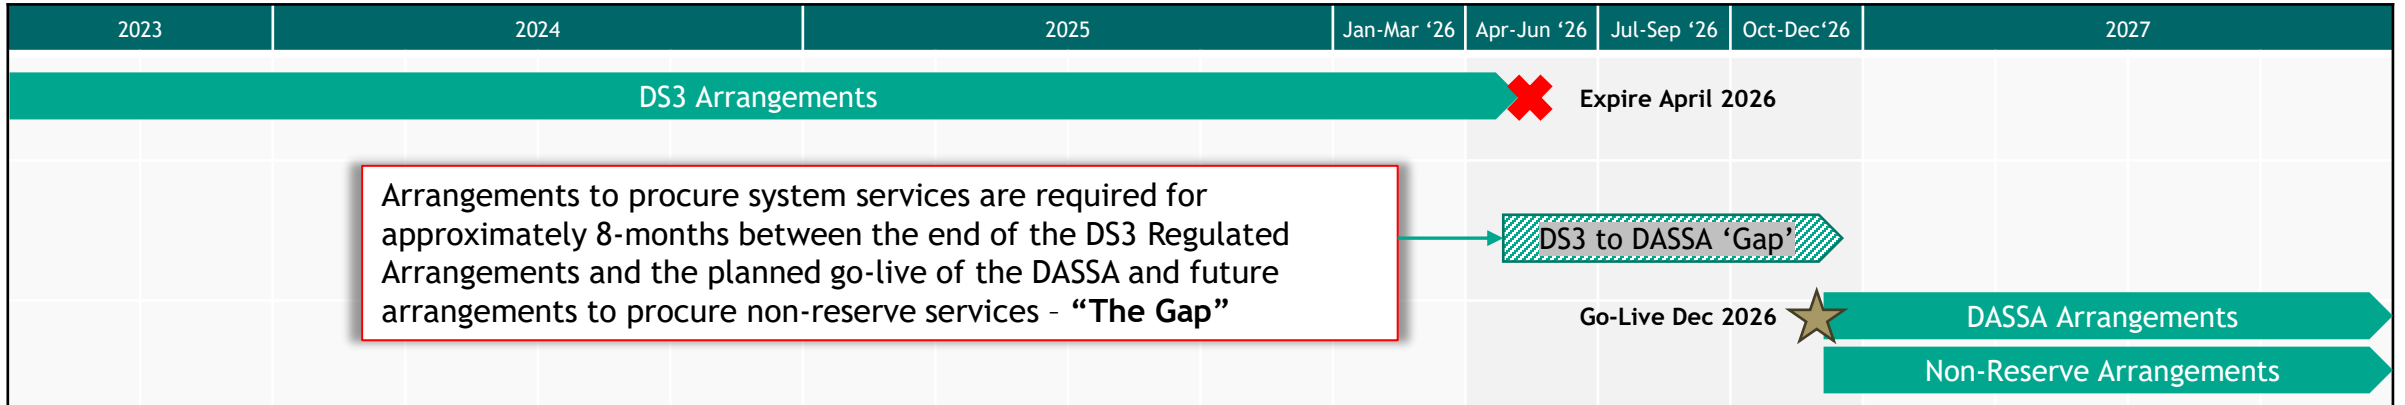 2023 2024 2025 Jan-Mar ‘26 Apr-Jun ‘26 Jul-Sep ‘26 Oct-Dec‘26 2027
DS3 Arrangements
Expire April 2026
Arrangements to procure system services are required for
approximately 8-months between the end of the DS3 Regulated
Arrangements and the planned go-live of the DASSA and future
arrangements to procure non-reserve services – “The Gap”
DS3 to DASSA ‘Gap’
Go-Live Dec 2026
DASSA Arrangements
Non-Reserve Arrangements